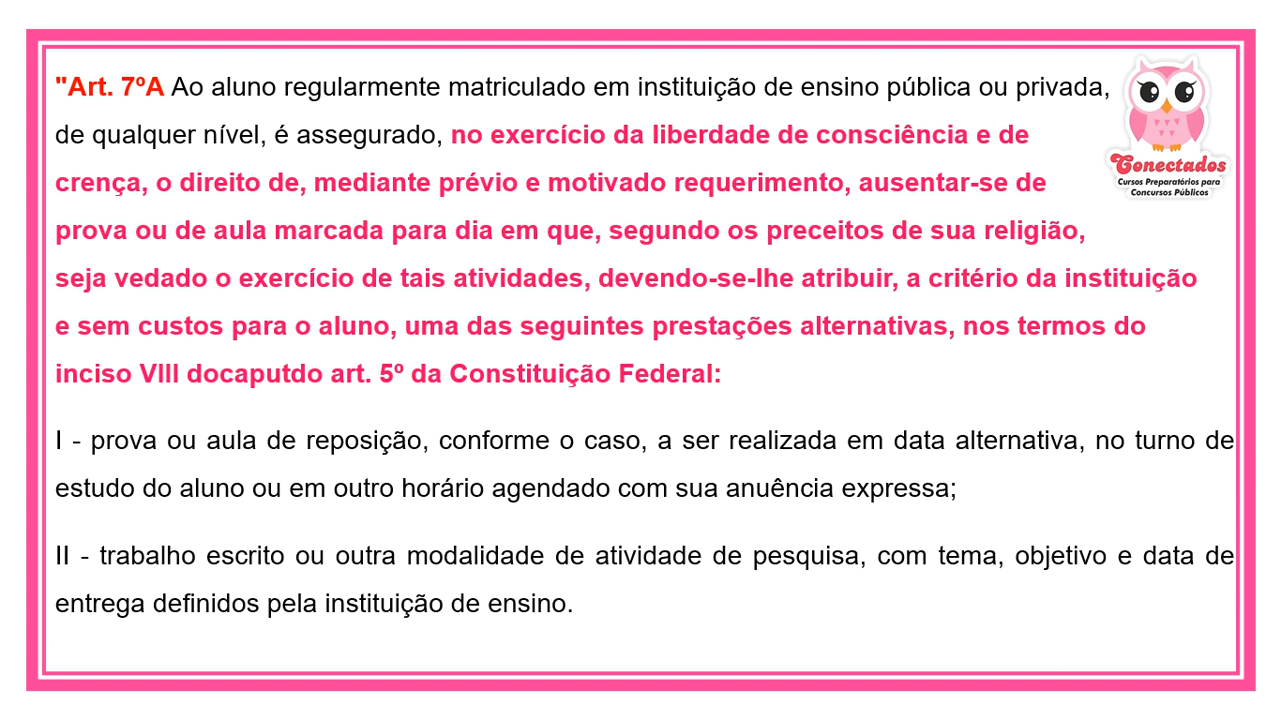 "Art. 7ºA Ao aluno regularmente matriculado em instituição de ensino pública ou privada,
de qualquer nível, é assegurado, no exercício da liberdade de consciência e de
crença, o direito de, mediante prévio e motivado requerimento, ausentar-se de
prova ou de aula marcada para dia em que, segundo os preceitos de sua religião,
seja vedado o exercício de tais atividades, devendo-se-lhe atribuir, a critério da instituição
e sem custos para o aluno, uma das seguintes prestações alternativas, nos termos do
inciso VIII docaputdo art. 5º da Constituição Federal:
I - prova ou aula de reposição, conforme o caso, a ser realizada em data alternativa, no turno de
estudo do aluno ou em outro horário agendado com sua anuência expressa;
II - trabalho escrito ou outra modalidade de atividade de pesquisa, com tema, objetivo e data de
entrega definidos pela instituição de ensino.
Conectados
Cursos Preparatórios para
Concursos Públicos